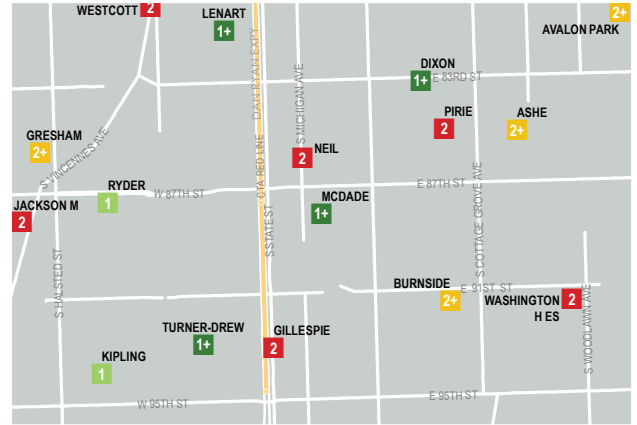 WESTCOTT
2
LENART
1+
2+
AVALON PARK
DAN RYAN EXPY
DIXON
1+
E 83RD ST
S MICHIGAN AVE
PIRIE
2
ASHE
2+
GRESHAM
2+
S VINCENNES AVE
CTA RED LINE
NEIL
2
RYDER
1
W 87TH ST
E 87TH ST
JACKSON M
2
MCDADE
1+
S STATE ST
S COTTAGE GROVE AVE
S HALSTED ST
BURNSIDE
2+
E 91ST ST
WASHINGTON
H ES
2
S WOODLAWN AVE
TURNER-DREW
1+
GILLESPIE
2
KIPLING
1
W 95TH ST
E 95TH ST